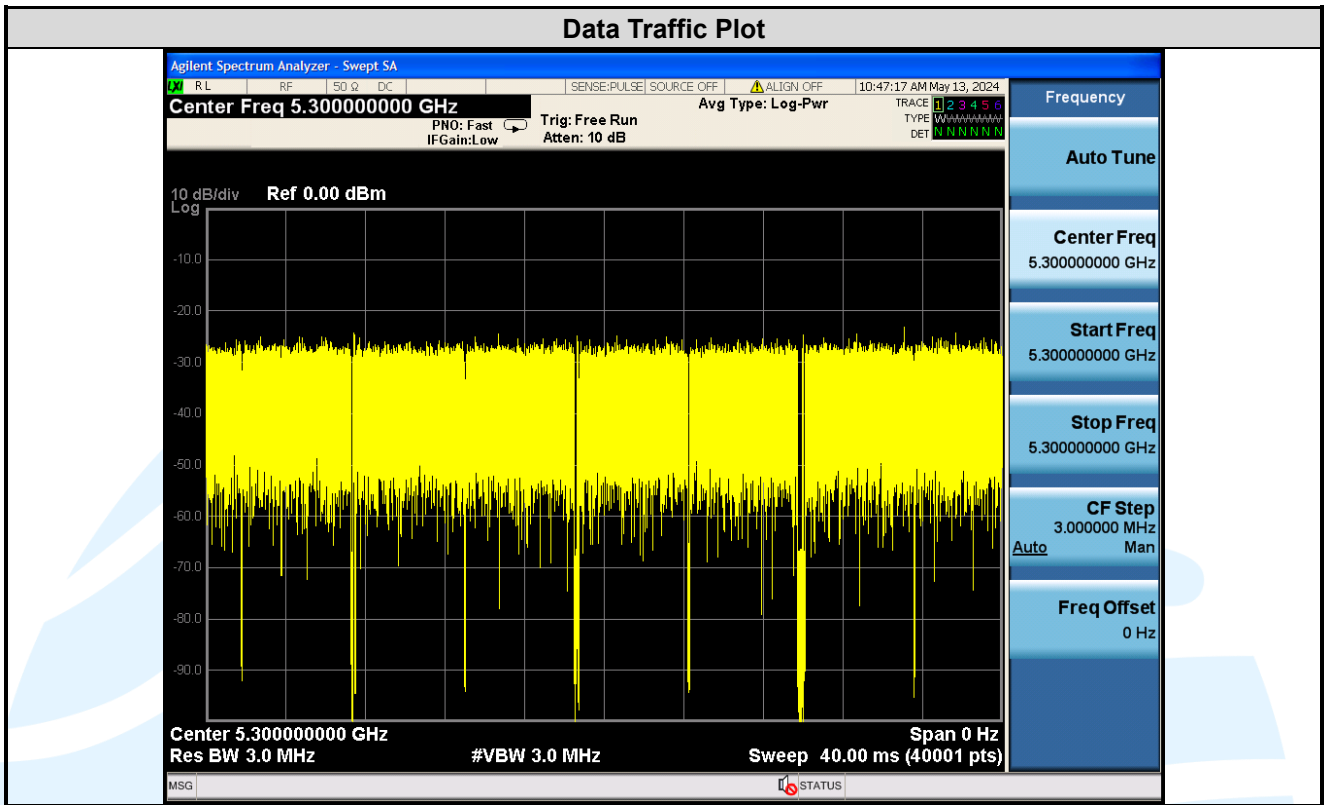 Data Traffic Plot
Agilent Spectrum Analyzer - Swept SA
LXI RL RF 50 Ω DC SENSE:PULSE SOURCE OFF ALIGN OFF 10:47:17 AM May 13, 2024
Center Freq 5.300000000 GHz
PNO: Fast
IFGain:Low
Trig: Free Run
Atten: 10 dB
Avg Type: Log-Pwr
TRACE 1 2 3 4 5 6
TYPE
DET N N N N N N
10 dB/div Ref 0.00 dBm
Log
-10.0
-20.0
-30.0
-40.0
-50.0
-60.0
-70.0
-80.0
-90.0
Center 5.300000000 GHz Span 0 Hz
Res BW 3.0 MHz #VBW 3.0 MHz Sweep 40.00 ms (40001 pts)
MSG STATUS
Frequency
Auto Tune
Center Freq
5.300000000 GHz
Start Freq
5.300000000 GHz
Stop Freq
5.300000000 GHz
CF Step
3.000000 MHz
Auto Man
Freq Offset
0 Hz